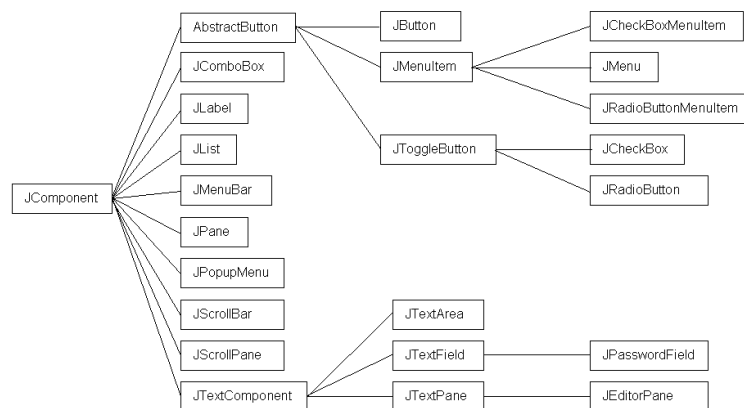 AbstractButton
JButton
JCheckBoxMenuItem
JComboBox
JMenuItem
JMenu
JLabel
JRadioButtonMenuItem
JList
JToggleButton
JCheckBox
JComponent
JMenuBar
JRadioButton
JPane
JPopupMenu
JScrollBar
JTextArea
JScrollPane
JTextField
JPasswordField
JTextComponent
JTextPane
JEditorPane